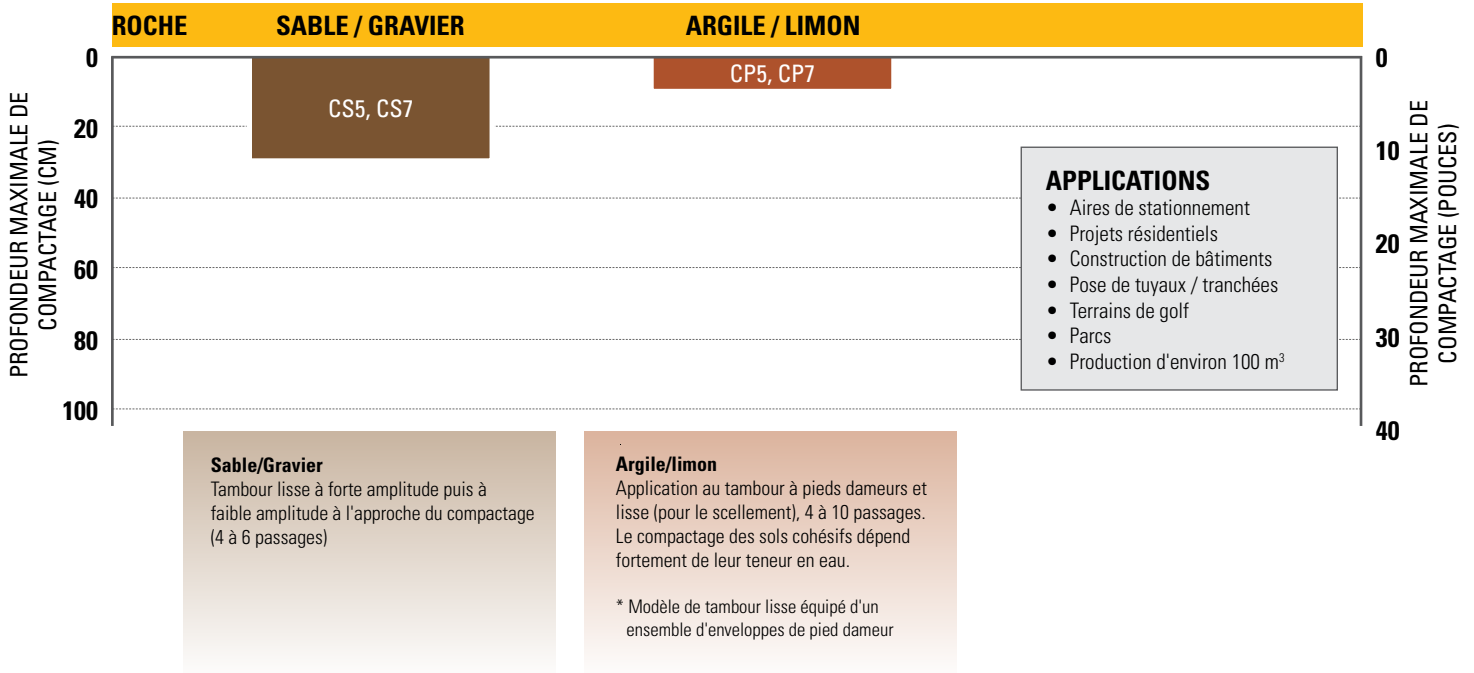 ROCHE SABLE / GRAVIER ARGILE / LIMON
PROFONDEUR MAXIMALE DE
COMPACTAGE (CM)
0
20
40
60
80
100
CS5, CS7
CP5, CP7
APPLICATIONS
• Aires de stationnement
• Projets résidentiels
• Construction de bâtiments
• Pose de tuyaux / tranchées
• Terrains de golf
• Parcs
• Production d'environ 100 m³
0
10
20
30
40
PROFONDEUR MAXIMALE DE
COMPACTAGE (POUCES)
Sable/Gravier
Tambour lisse à forte amplitude puis à
faible amplitude à l'approche du compactage
(4 à 6 passages)
Argile/limon
Application au tambour à pieds dameurs et
lisse (pour le scellement), 4 à 10 passages.
Le compactage des sols cohésifs dépend
fortement de leur teneur en eau.
* Modèle de tambour lisse équipé d'un
ensemble d'enveloppes de pied dameur